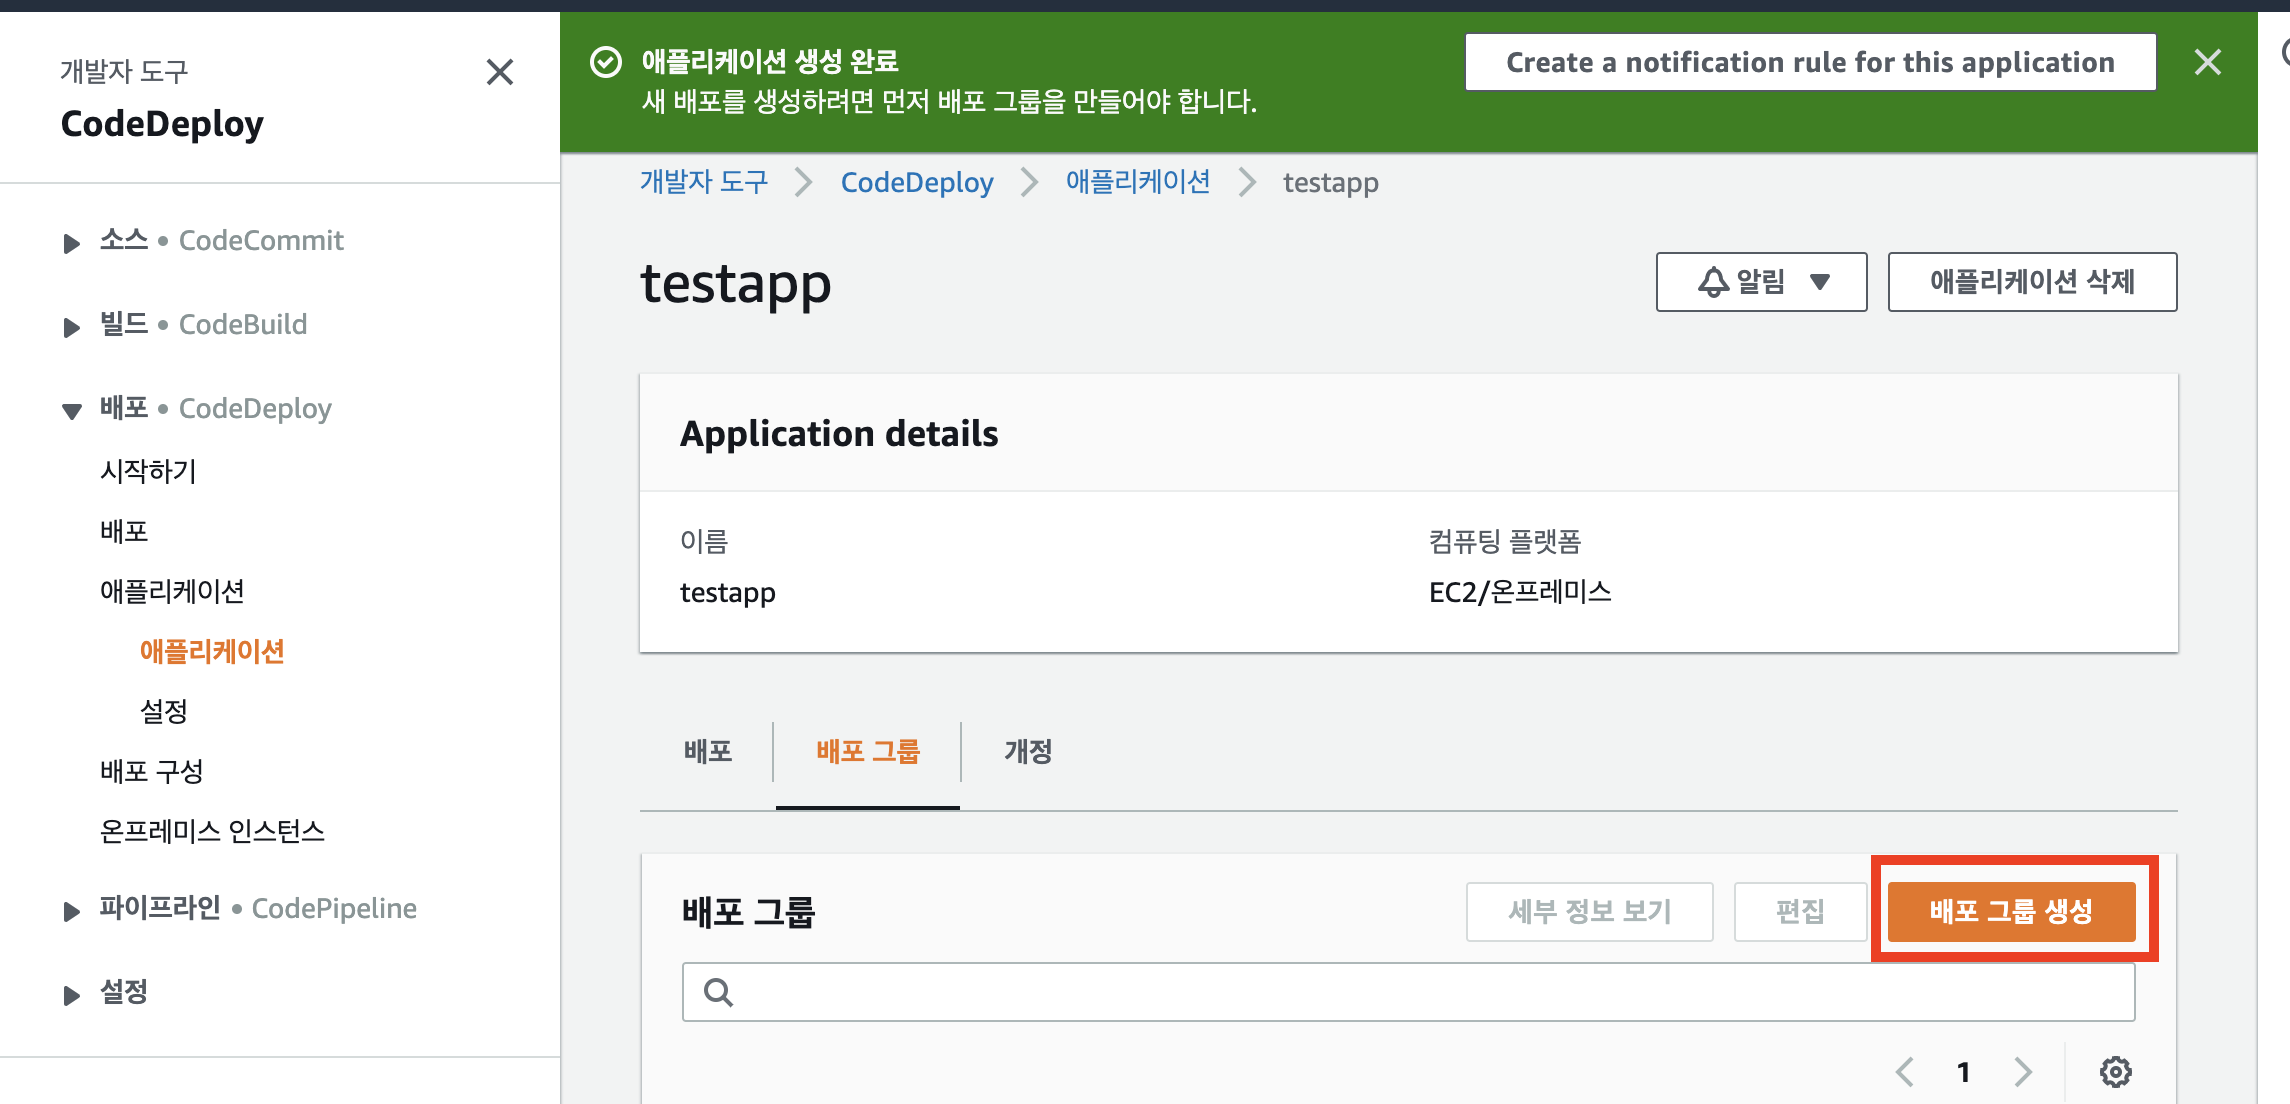 개발자 도구
CodeDeploy
소스 • CodeCommit
빌드 • CodeBuild
배포 • CodeDeploy
시작하기
배포
애플리케이션
애플리케이션
설정
배포 구성
온프레미스 인스턴스
파이프라인 • CodePipeline
설정
애플리케이션 생성 완료
새 배포를 생성하려면 먼저 배포 그룹을 만들어야 합니다.
Create a notification rule for this application
개발자 도구 > CodeDeploy > 애플리케이션 > testapp
testapp
알림
애플리케이션 삭제
Application details
이름
testapp
컴퓨팅 플랫폼
EC2/온프레미스
배포
배포 그룹
개정
배포 그룹
세부 정보 보기
편집
배포 그룹 생성
1